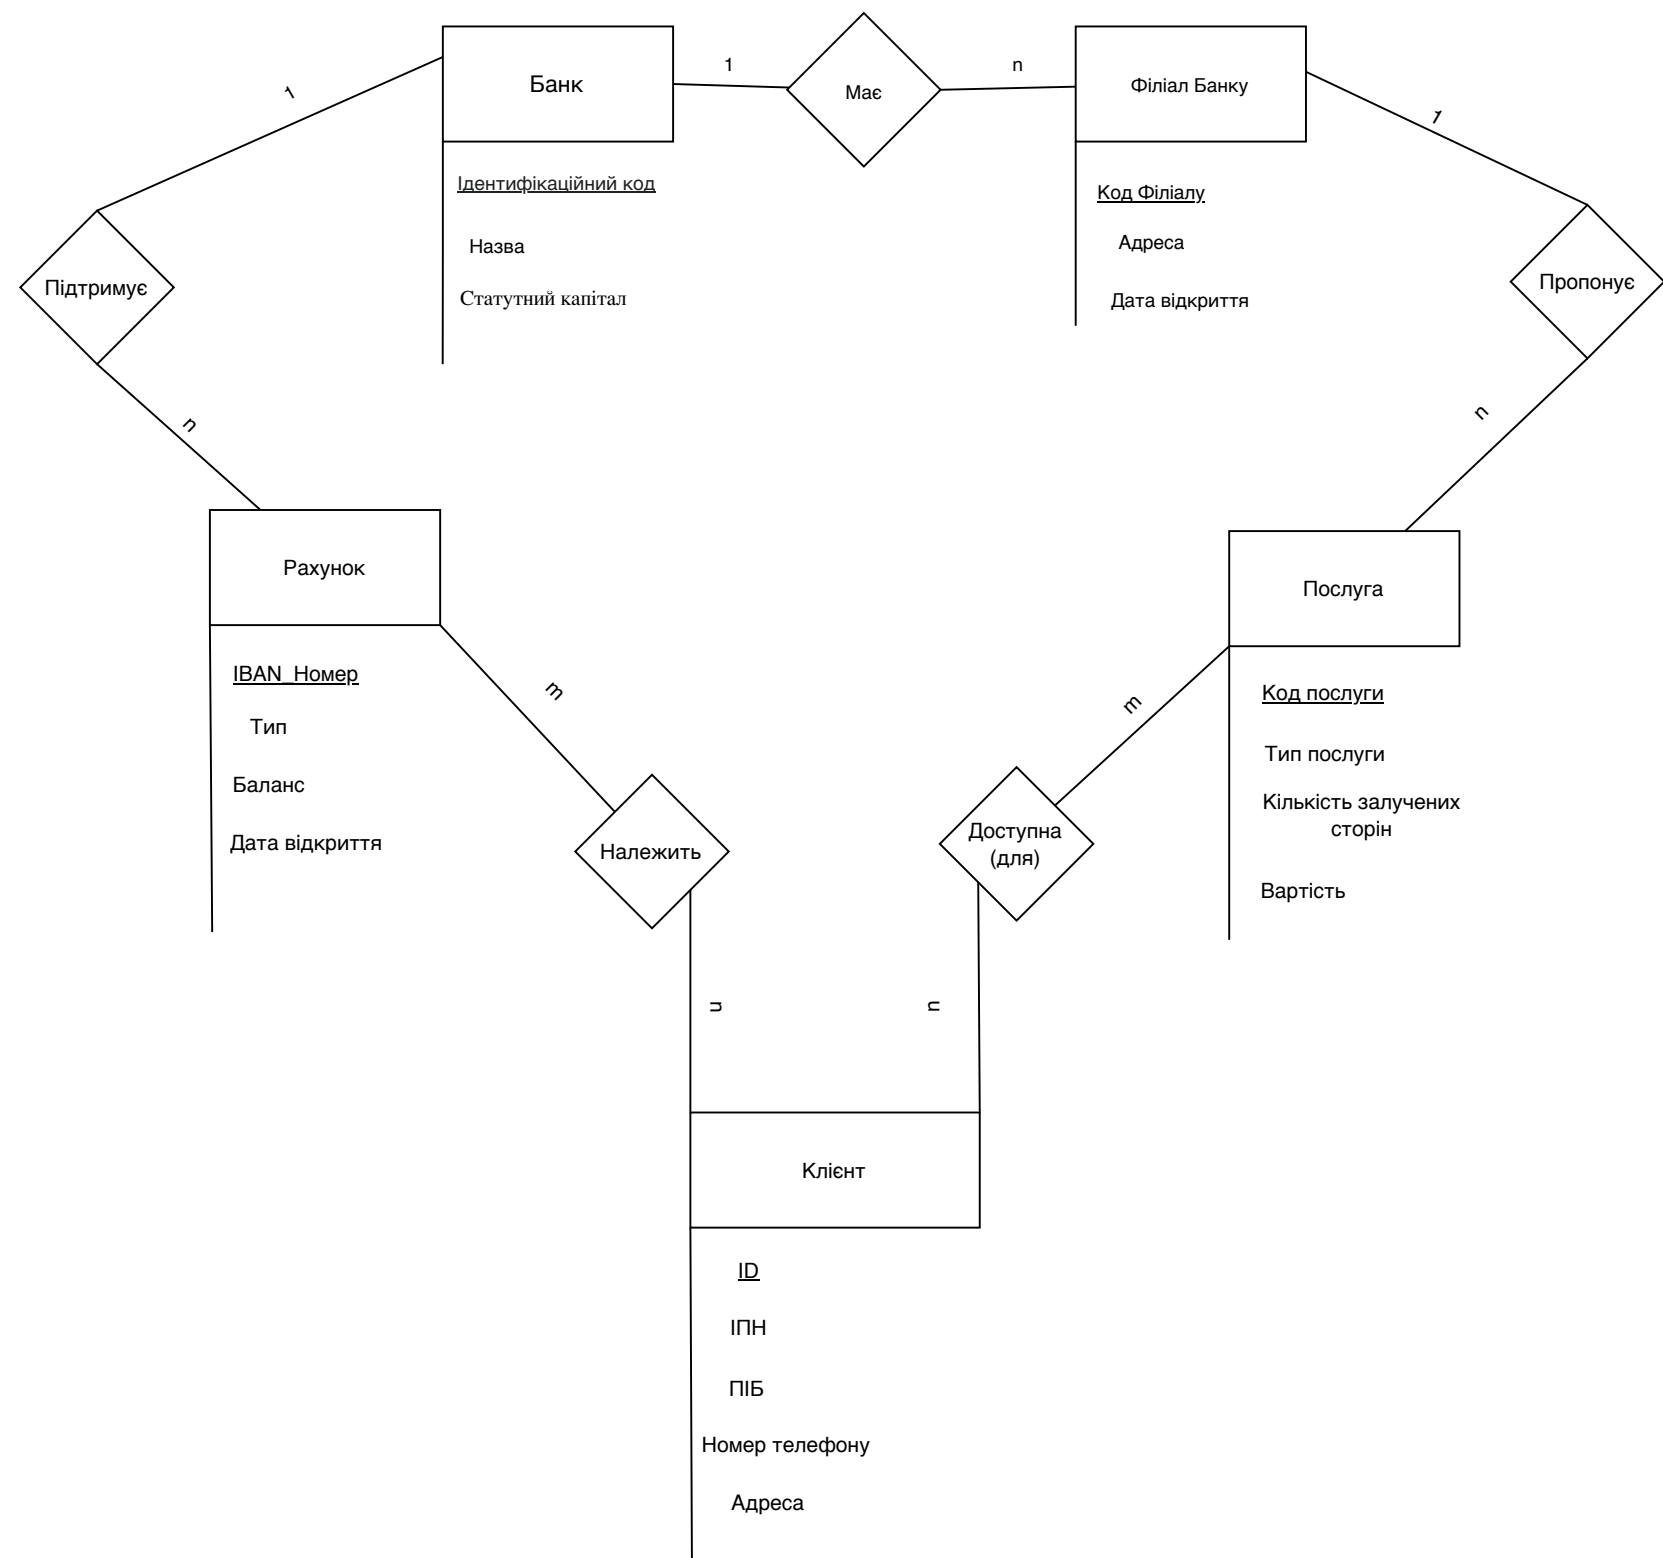 Банк
1
Має
n
Філіал Банку
1
1
Ідентифікаційний код
Назва
Статутний капітал
Код Філіалу
Адреса
Дата відкриття
Підтримує
Пропонує
n
n
Рахунок
Послуга
IBAN_Номер
Тип
Баланс
Дата відкриття
m
m
Код послуги
Тип послуги
Кількість залучених
сторін
Вартість
Належить
Доступна
(для)
n
n
Клієнт
ID
ІПН
ПІБ
Номер телефону
Адреса